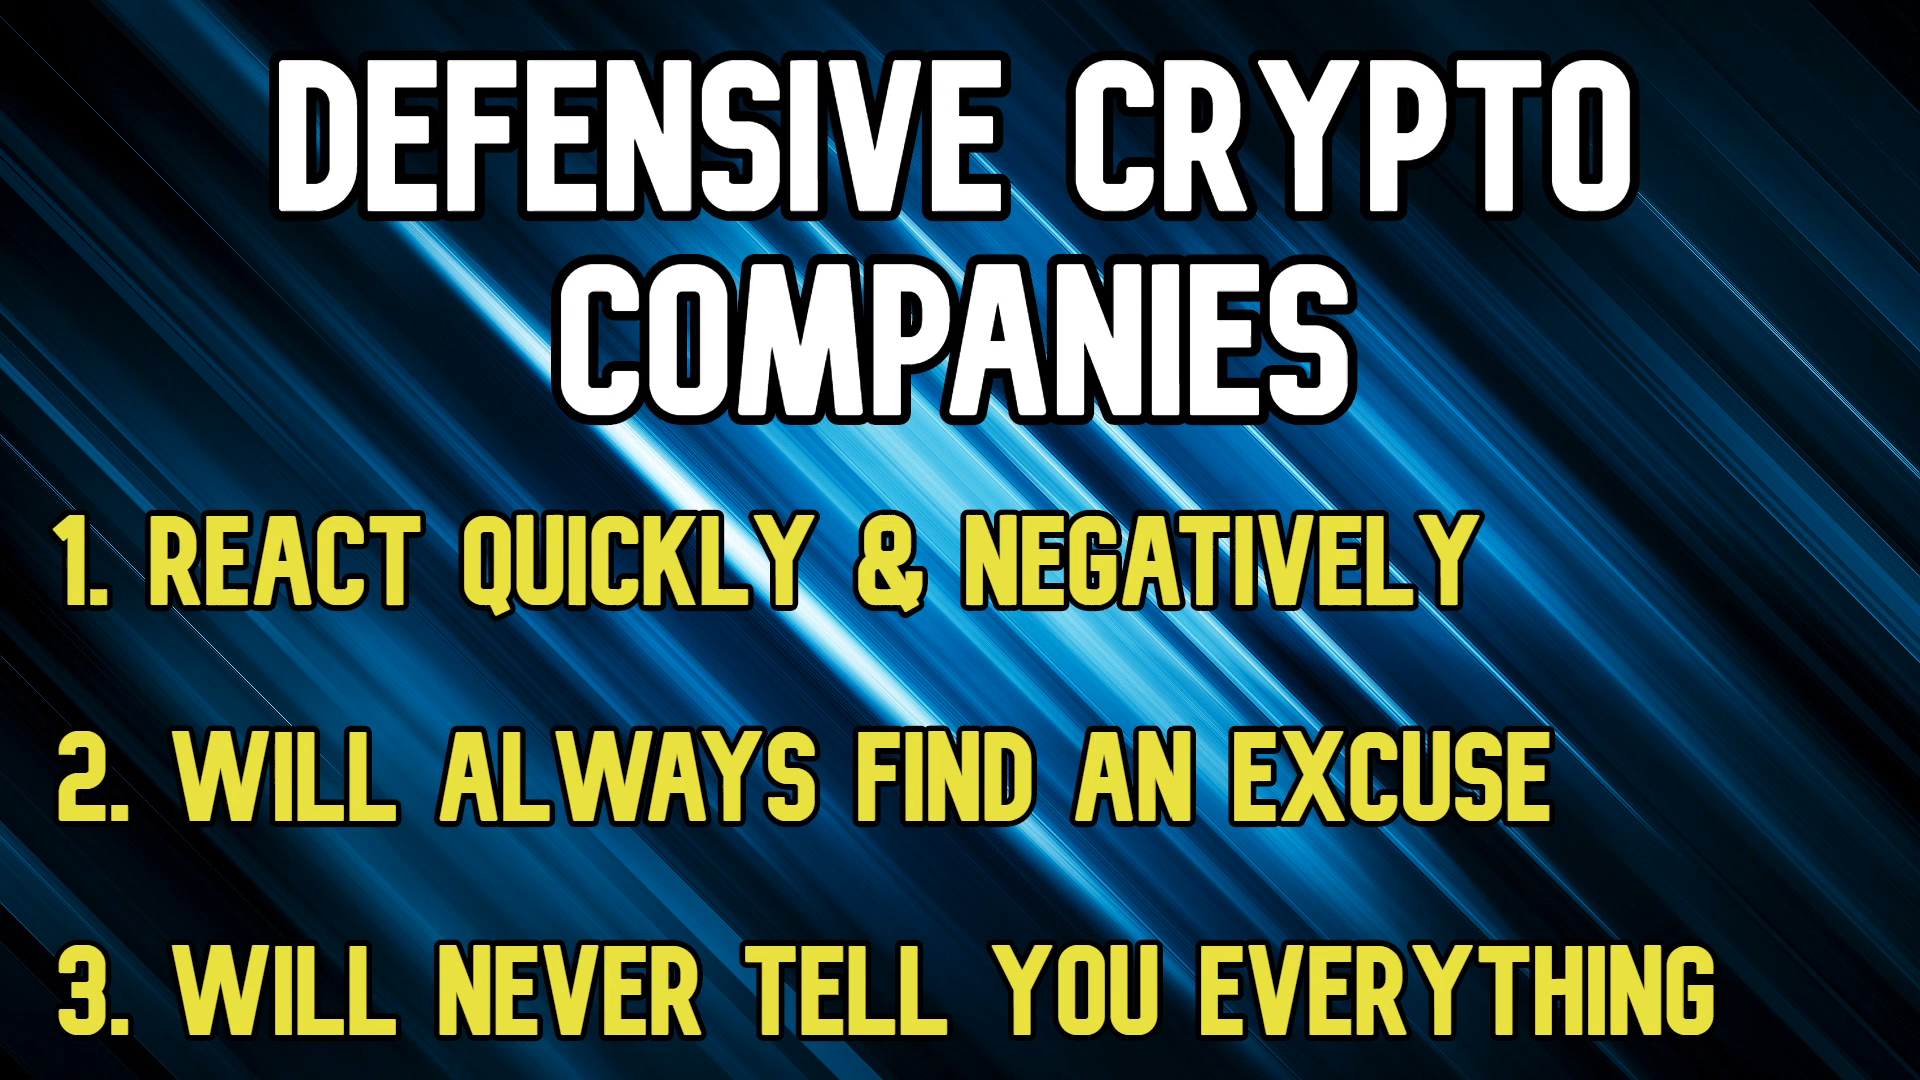 DEFENSIVE CRYPTO
COMPANIES
1. REACT QUICKLY & NEGATIVELY
2. WILL ALWAYS FIND AN EXCUSE
3. WILL NEVER TELL YOU EVERYTHING